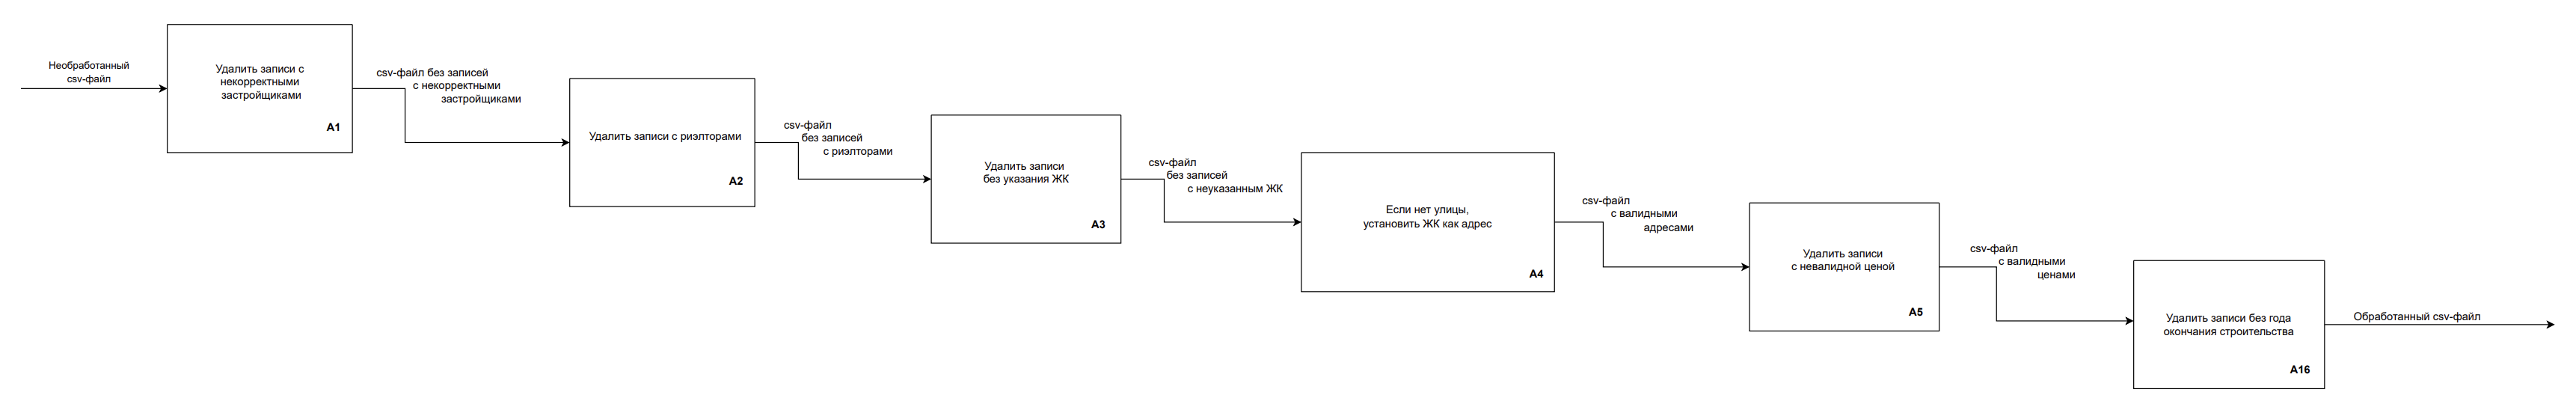 Необработанный
csv-файл
Удалить записи с
некорректными
застройщиками
A1
csv-файл без записей
с некорректными
застройщиками
Удалить записи с риэлторами
A2
csv-файл
без записей
с риэлторами
Удалить записи
без указания ЖК
A3
csv-файл
без записей
с неуказанным ЖК
Если нет улицы,
установить ЖК как адрес
A4
csv-файл
с валидными
адресами
Удалить записи
с невалидной ценой
A5
csv-файл
с валидными
ценами
Удалить записи без года
окончания строительства
A16
Обработанный csv-файл